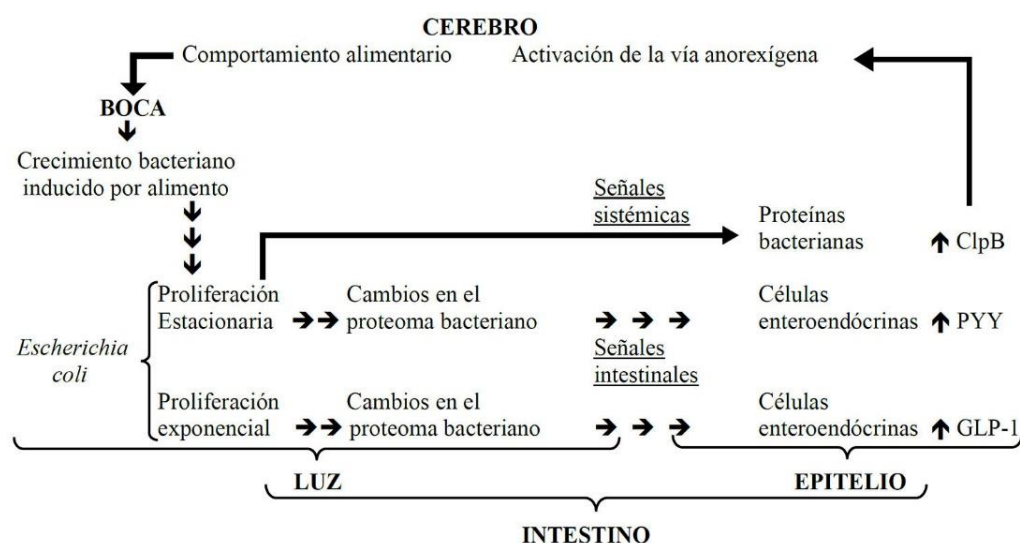 CEREBRO
Comportamiento alimentario Activación de la vía anorexígena
BOCA
Crecimiento bacteriano
inducido por alimento
Señales
sistémicas
Proteínas
bacterianas ClpB
Proliferación
Estacionaria
Cambios en el
proteoma bacteriano
Células
enteroendócrinas PYY
Escherichia
coli
Señales
intestinales
Proliferación
exponencial
Cambios en el
proteoma bacteriano
Células
enteroendócrinas GLP-1
LUZ EPITELIO
INTESTINO